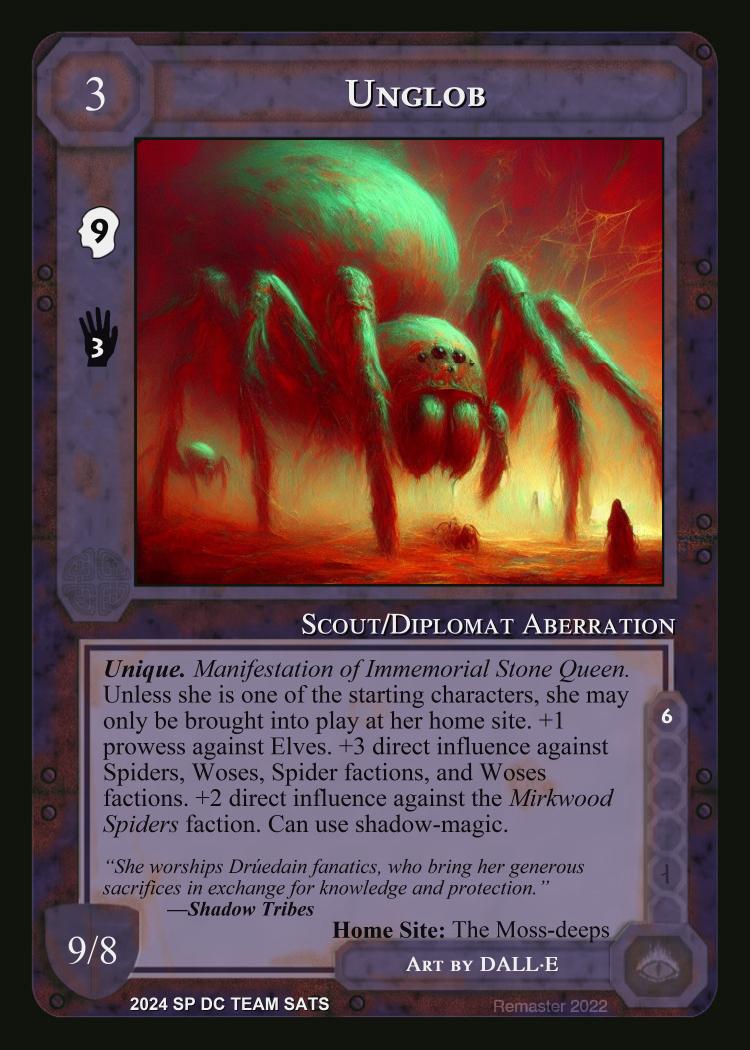 3
Unglob
9
3
Scout/Diplomat Aberration
Unique. Manifestation of Immemorial Stone Queen.
Unless she is one of the starting characters, she may
only be brought into play at her home site. +1
prowess against Elves. +3 direct influence against
Spiders, Woses, Spider factions, and Woses
factions. +2 direct influence against the Mirkwood
Spiders faction. Can use shadow-magic.
6
“She worships Drúedain fanatics, who bring her generous
sacrifices in exchange for knowledge and protection.”
—Shadow Tribes
Home Site: The Moss-deeps
9/8
Art by DALL·E
2024 SP DC TEAM SATS
Remaster 2022